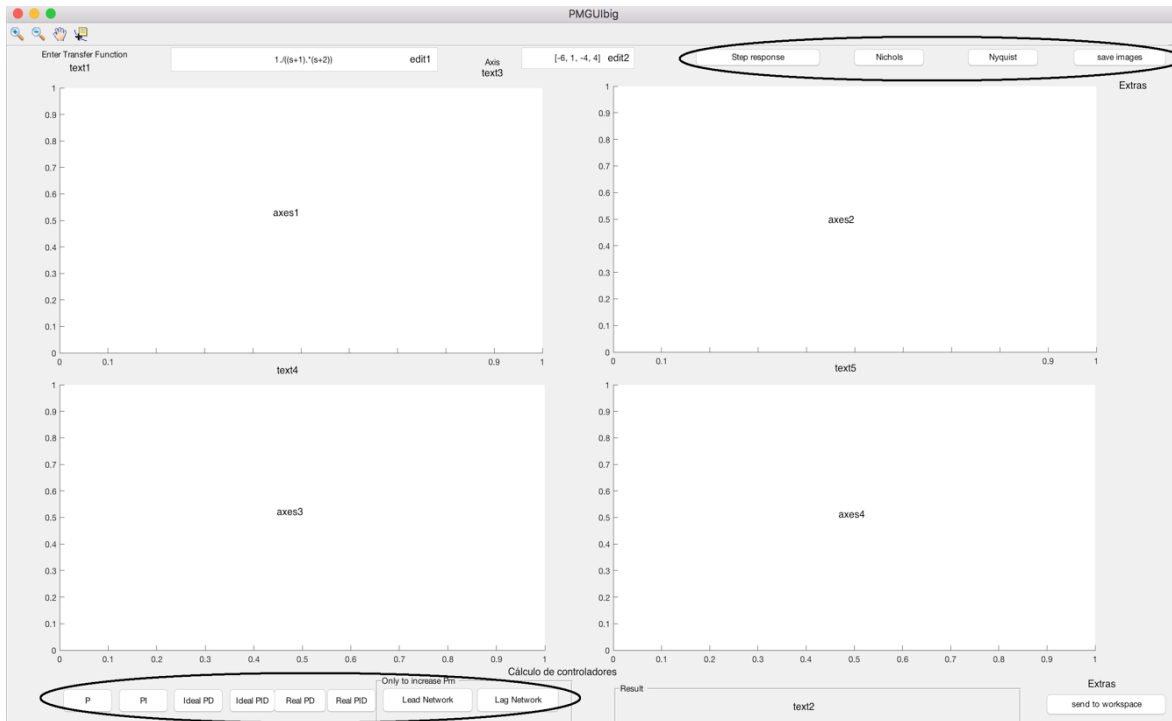 PMGUIbig
Enter Transfer Function
text1
1./((s+1).*(s+2))
edit1
Axis
text3
[-6, 1, -4, 4]
edit2
Step response
Nichols
Nyquist
save images
Extras
1
0.9
0.8
0.7
0.6
0.5
0.4
0.3
0.2
0.1
0
axes1
0 0.1 0.9 1
text4
1
0.9
0.8
0.7
0.6
0.5
0.4
0.3
0.2
0.1
0
axes2
0 0.1 0.9 1
text5
1
0.9
0.8
0.7
0.6
0.5
0.4
0.3
0.2
0.1
0
axes3
0 0.1 0.2 0.3 0.4 0.5 0.6 0.7 0.8 0.9 1
1
0.9
0.8
0.7
0.6
0.5
0.4
0.3
0.2
0.1
0
axes4
0 0.1 0.2 0.3 0.4 0.5 0.6 0.7 0.8 0.9 1
Cálculo de controladores
P
PI
Ideal PD
Ideal PID
Real PD
Real PID
Only to increase Pm
Lead Network
Lag Network
Result
text2
Extras
send to workspace